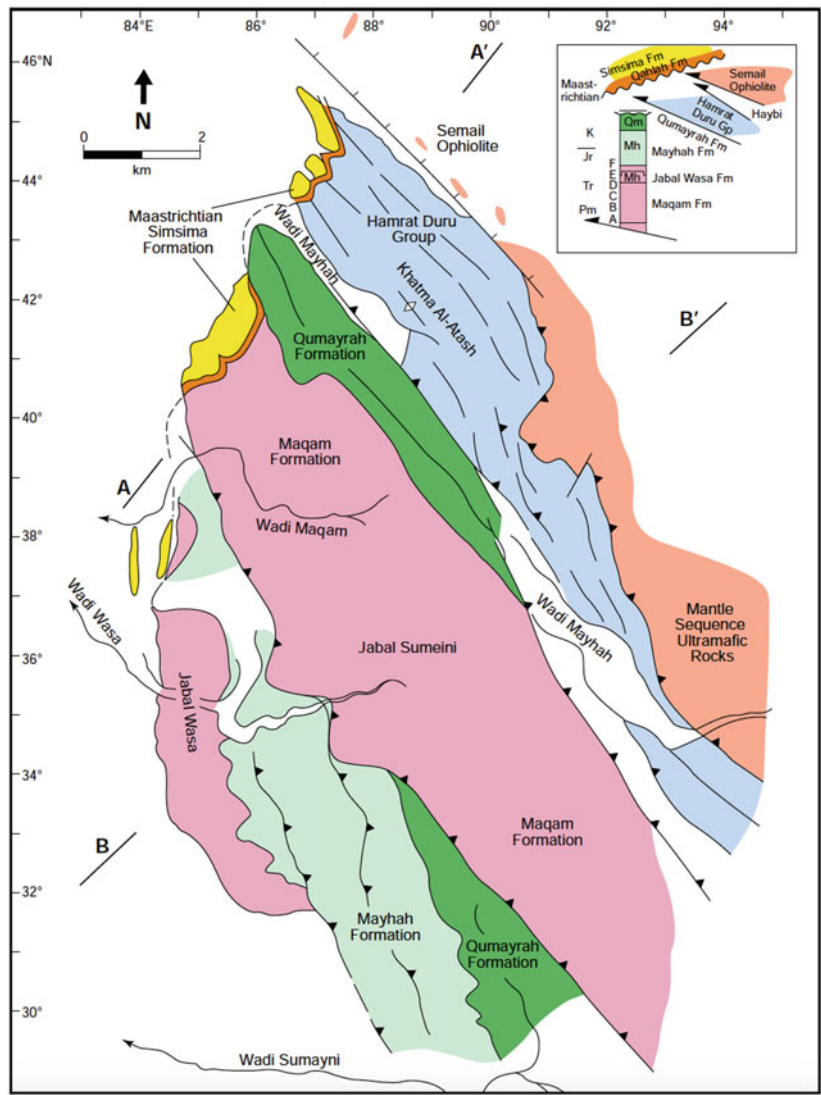 84°E
86°
88°
90°
92°
94°
46°N
44°
42°
40°
38°
36°
34°
32°
30°
N
0
2
km
A'
Semail
Ophiolite
Maastrichtian
Simsima
Formation
Wadi Mayhah
Hamrat Duru
Group
Khatma Al-Atash
B'
Qumayrah
Formation
Maqam
Formation
A
Wadi Maqam
Wadi Wasa
Jabal Wasa
Jabal Sumeini
Wadi Mayhah
Mantle
Sequence
Ultramafic
Rocks
B
Maqam
Formation
Mayhah
Formation
Qumayrah
Formation
Wadi Sumayni
Simsima Fm
Qahlah Fm
Maast-
richtian
Semail
Ophiolite
Hamrat
Duru Gp
Haybi
Qumayrah Fm
Qm
K
Mh
Mayhah Fm
Jr
F
E
Mh
Jabal Wasa Fm
Tr
D
C
Maqam Fm
B
Pm
A